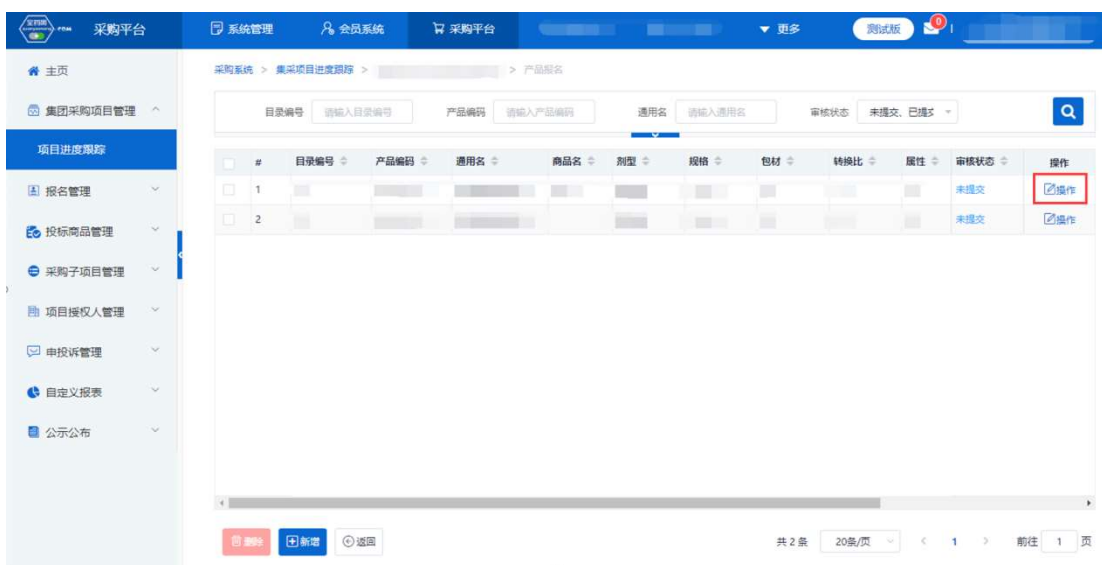 采购平台 系统管理 会员系统 采购平台 更多 测试版 0
主页
采购系统 > 集采项目进度跟踪 > > 产品报名
集团采购项目管理
目录编号 请输入目录编号 产品编码 请输入产品编码 通用名 请输入通用名 审核状态 未提交、已提交
项目进度跟踪
# 目录编号 产品编码 通用名 商品名 剂型 规格 包材 转换比 属性 审核状态 操作
报名管理
1 未提交 操作
2 未提交 操作
投标商品管理
采购子项目管理
项目授权人管理
申投诉管理
自定义报表
公示公布
删除 新增 返回 共 2 条 20条/页 < 1 > 前往 1 页